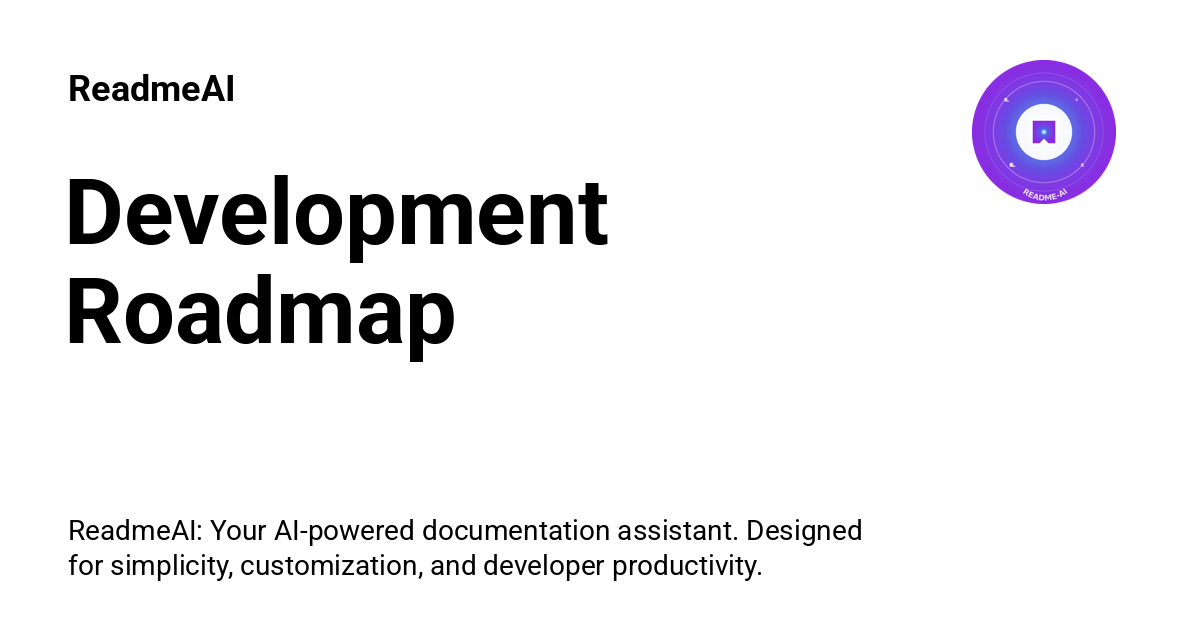 ReadmeAI
README-AI
Development
Roadmap
ReadmeAI: Your AI-powered documentation assistant. Designed
for simplicity, customization, and developer productivity.